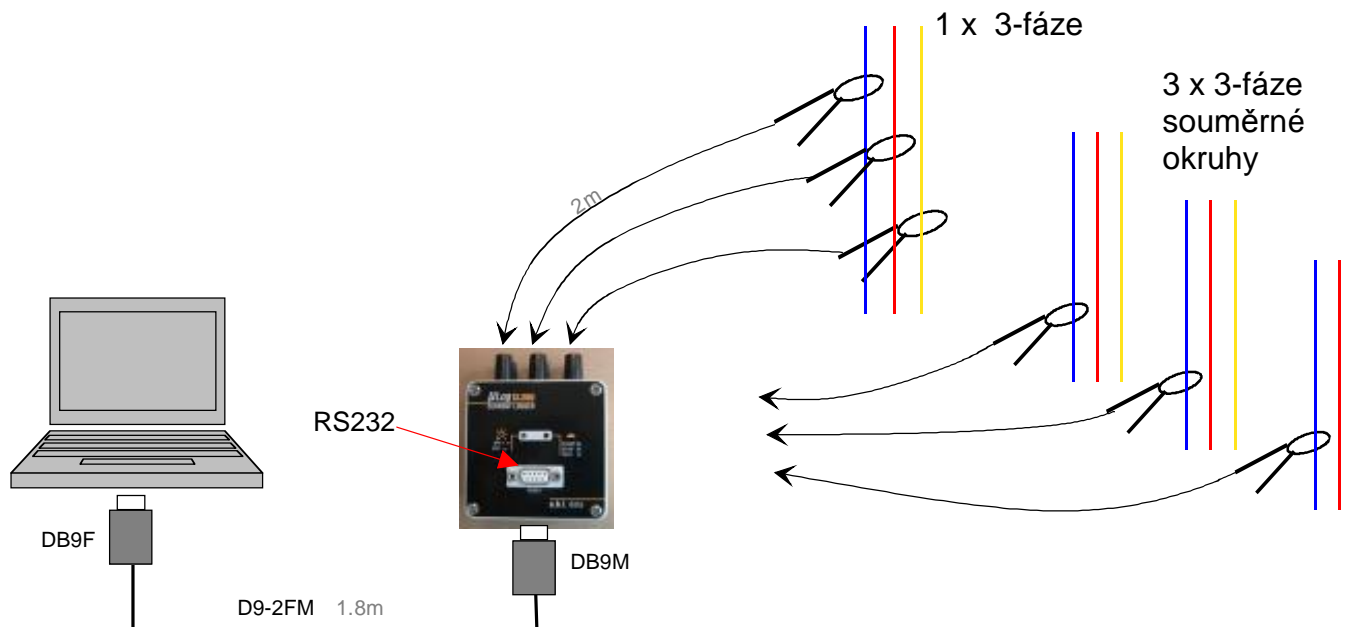 1 x 3-fáze
3 x 3-fáze
souměrné
okruhy
2m
RS232
DB9F
DB9M
D9-2FM 1.8m